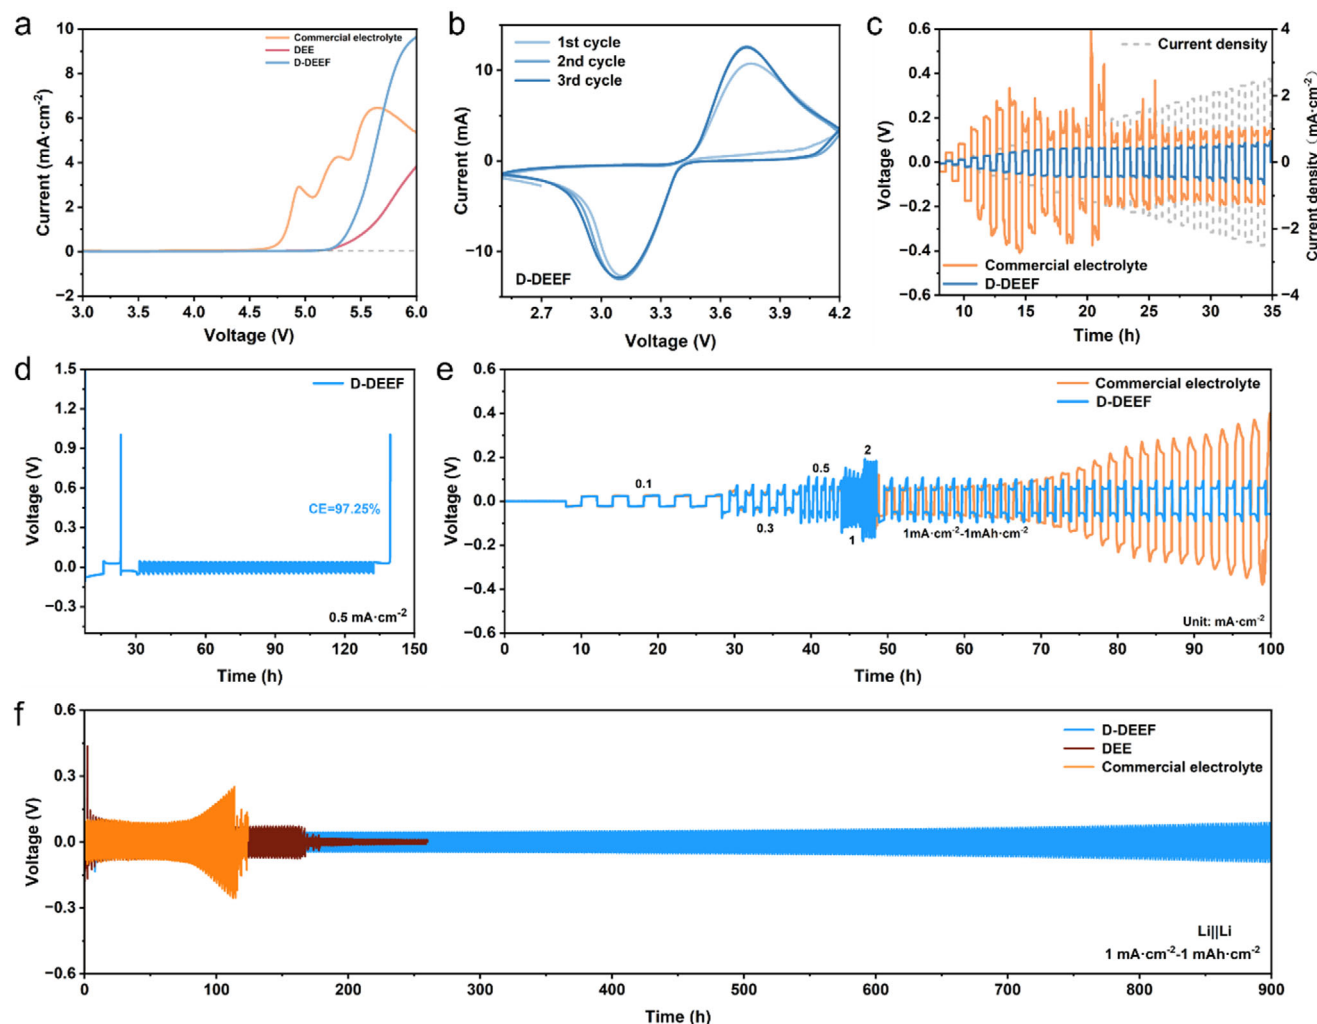 a
Commercial electrolyte
DEE
D-DEEF
10
8
6
4
2
0
−2
3.0 3.5 4.0 4.5 5.0 5.5 6.0
Current (mA·cm⁻²)
Voltage (V)
b
1st cycle
2nd cycle
3rd cycle
10
0
−10
D-DEEF
2.7 3.0 3.3 3.6 3.9 4.2
Current (mA)
Voltage (V)
c
Current density
0.6
0.4
0.2
0.0
−0.2
−0.4
−0.6
4
2
0
−2
−4
Commercial electrolyte
D-DEEF
10 15 20 25 30 35
Voltage (V)
Current density (mA·cm⁻²)
Time (h)
d
D-DEEF
1.5
1.2
0.9
0.6
0.3
0.0
−0.3
CE=97.25%
0.5 mA·cm⁻²
30 60 90 120 150
Voltage (V)
Time (h)
e
Commercial electrolyte
D-DEEF
0.6
0.4
0.2
0.0
−0.2
−0.4
−0.6
0.1
0.3
0.5
1
2
1mA·cm⁻²-1mAh·cm⁻²
Unit: mA·cm⁻²
0 10 20 30 40 50 60 70 80 90 100
Voltage (V)
Time (h)
f
D-DEEF
DEE
Commercial electrolyte
0.6
0.3
0.0
−0.3
−0.6
Li||Li
1 mA·cm⁻²-1 mAh·cm⁻²
0 100 200 300 400 500 600 700 800 900
Voltage (V)
Time (h)